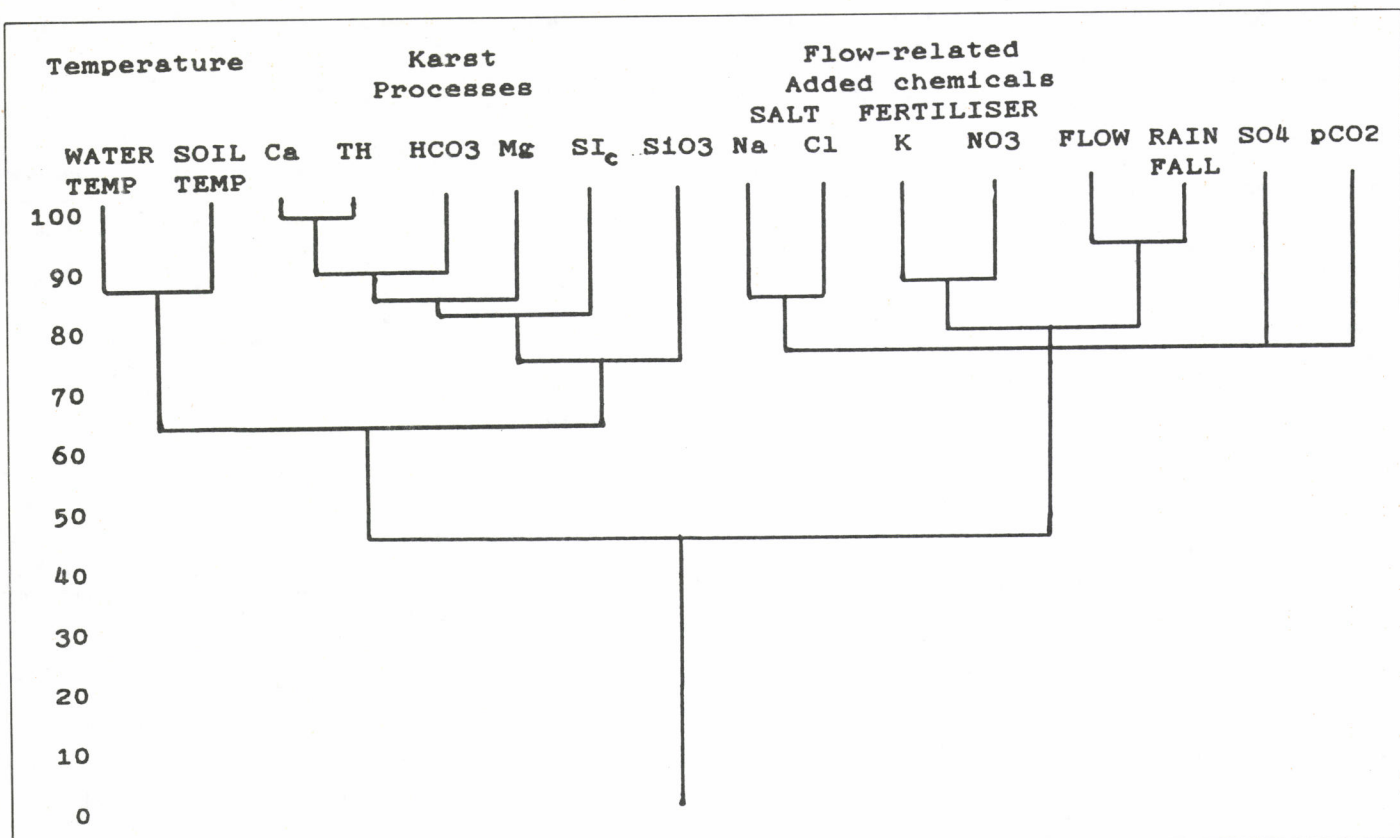 Temperature
Karst
Processes
Flow-related
Added chemicals
SALT FERTILISER
WATER TEMP
SOIL TEMP
Ca TH HCO3 Mg SIc SiO3 Na Cl K NO3 FLOW RAIN FALL SO4 pCO2
100
90
80
70
60
50
40
30
20
10
0